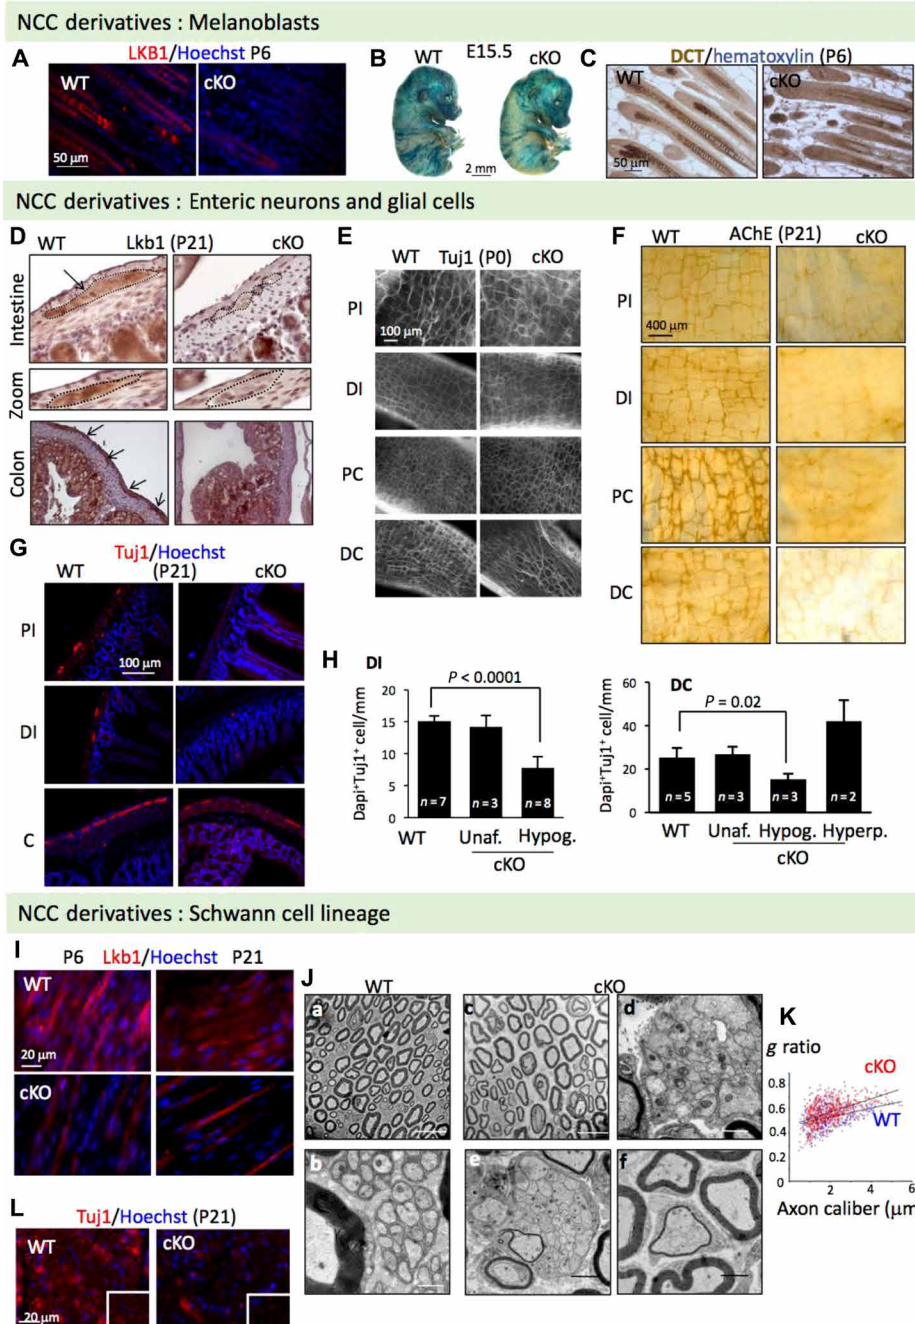 NCC derivatives : Melanoblasts
A
LKB1/Hoechst P6
WT
cKO
50 µm
B
WT
E15.5
cKO
2 mm
C
DCT/hematoxylin (P6)
WT
cKO
50 µm
NCC derivatives : Enteric neurons and glial cells
D
WT
Lkb1 (P21)
cKO
Intestine
Zoom
Colon
E
WT
Tuj1 (P0)
cKO
PI
100 µm
DI
PC
DC
F
WT
AChE (P21)
cKO
PI
400 µm
DI
PC
DC
G
Tuj1/Hoechst
WT
(P21)
cKO
PI
100 µm
DI
C
H
DI
P < 0.0001
Dapi⁺Tuj1⁺ cell/mm
20
15
10
5
0
n = 7
n = 3
n = 8
WT
Unaf.
Hypog.
cKO
DC
P = 0.02
Dapi⁺Tuj1⁺ cell/mm
60
40
20
0
n = 5
n = 3
n = 3
n = 2
WT
Unaf.
Hypog.
Hyperp.
cKO
NCC derivatives : Schwann cell lineage
I
P6
Lkb1/Hoechst
P21
WT
20 µm
cKO
J
WT
cKO
a
c
d
b
e
f
K
g ratio
cKO
WT
0.8
0.6
0.4
0.2
0
2
4
6
Axon caliber (µm
L
Tuj1/Hoechst (P21)
WT
cKO
20 µm